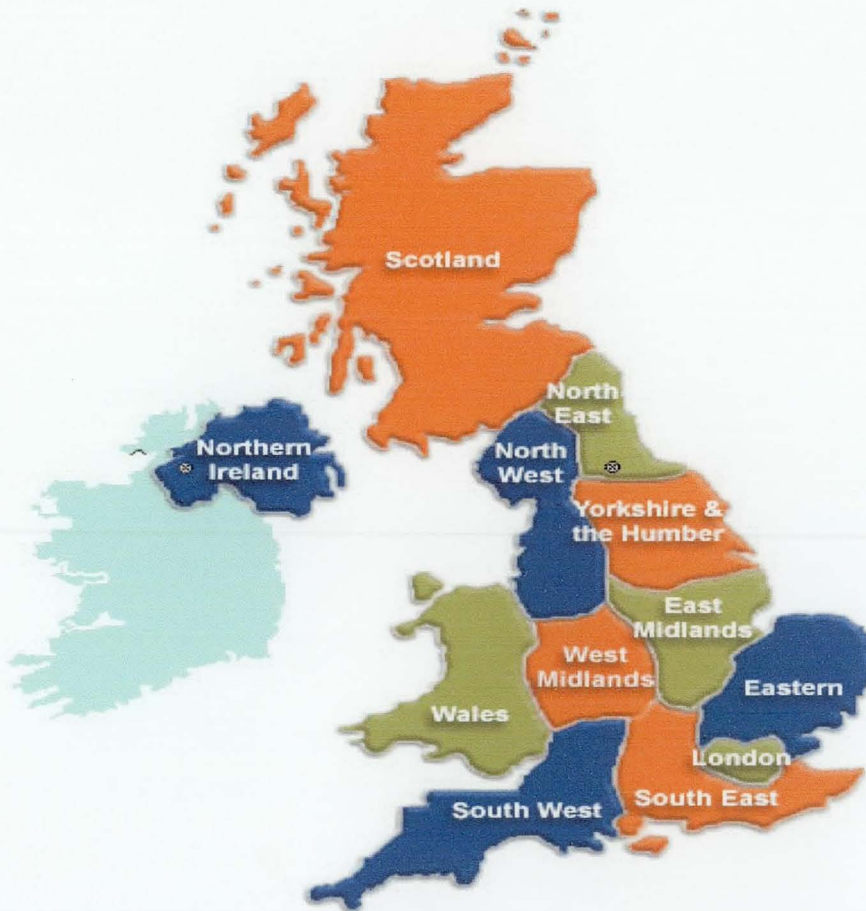 Scotland
North
East
Northern
Ireland
North
West
Yorkshire &
the Humber
East
Midlands
West
Midlands
Eastern
Wales
London
South West
South East